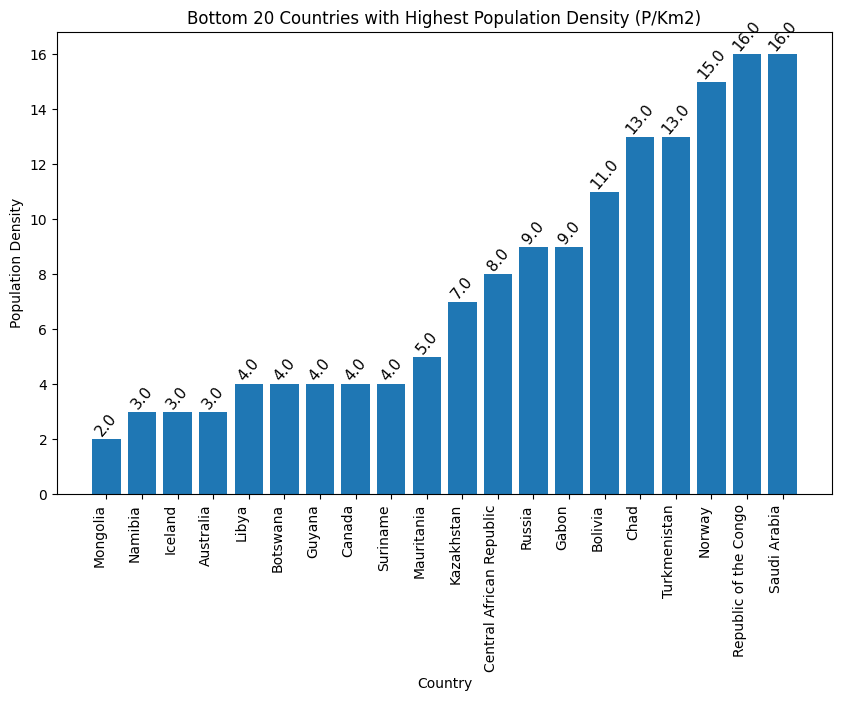 Bottom 20 Countries with Highest Population Density (P/Km2)
Population Density
16
14
12
10
8
6
4
2
0
2.0
3.0
3.0
3.0
4.0
4.0
4.0
4.0
4.0
5.0
7.0
8.0
9.0
9.0
11.0
13.0
13.0
15.0
16.0
16.0
Mongolia
Namibia
Iceland
Australia
Libya
Botswana
Guyana
Canada
Suriname
Mauritania
Kazakhstan
Central African Republic
Russia
Gabon
Bolivia
Chad
Turkmenistan
Norway
Republic of the Congo
Saudi Arabia
Country